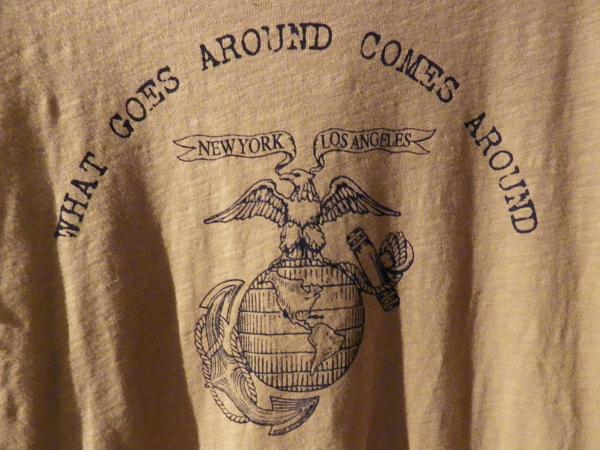 WHAT GOES AROUND COMES AROUND
NEW YORK LOS ANGELES